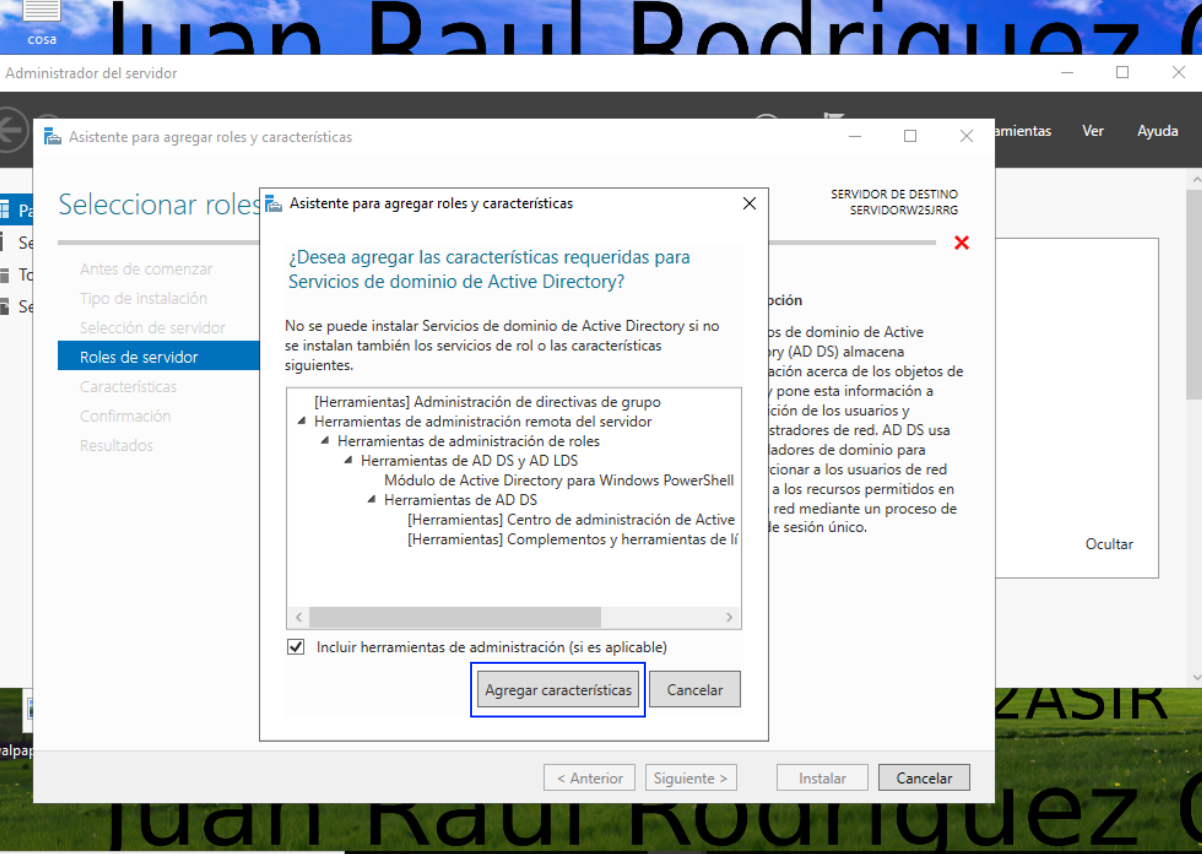 cosa
Juan Raul Rodriguez
Administrador del servidor
Asistente para agregar roles y características
Ver
Ayuda
Seleccionar roles
SERVIDOR DE DESTINO
SERVIDORW25JRRG
Antes de comenzar
Tipo de instalación
Selección de servidor
Roles de servidor
Características
Confirmación
Resultados
Asistente para agregar roles y características
¿Desea agregar las características requeridas para
Servicios de dominio de Active Directory?
No se puede instalar Servicios de dominio de Active Directory si no
se instalan también los servicios de rol o las características
siguientes.
[Herramientas] Administración de directivas de grupo
Herramientas de administración remota del servidor
Herramientas de administración de roles
Herramientas de AD DS y AD LDS
Módulo de Active Directory para Windows PowerShell
Herramientas de AD DS
[Herramientas] Centro de administración de Active
[Herramientas] Complementos y herramientas de lí
Incluir herramientas de administración (si es aplicable)
Agregar características
Cancelar
os de dominio de Active
ory (AD DS) almacena
ación acerca de los objetos de
y pone esta información a
ición de los usuarios y
stradores de red. AD DS usa
ladores de dominio para
cionar a los usuarios de red
a los recursos permitidos en
red mediante un proceso de
de sesión único.
Ocultar
2ASIR
< Anterior
Siguiente >
Instalar
Cancelar
Juan Raul Rodriguez